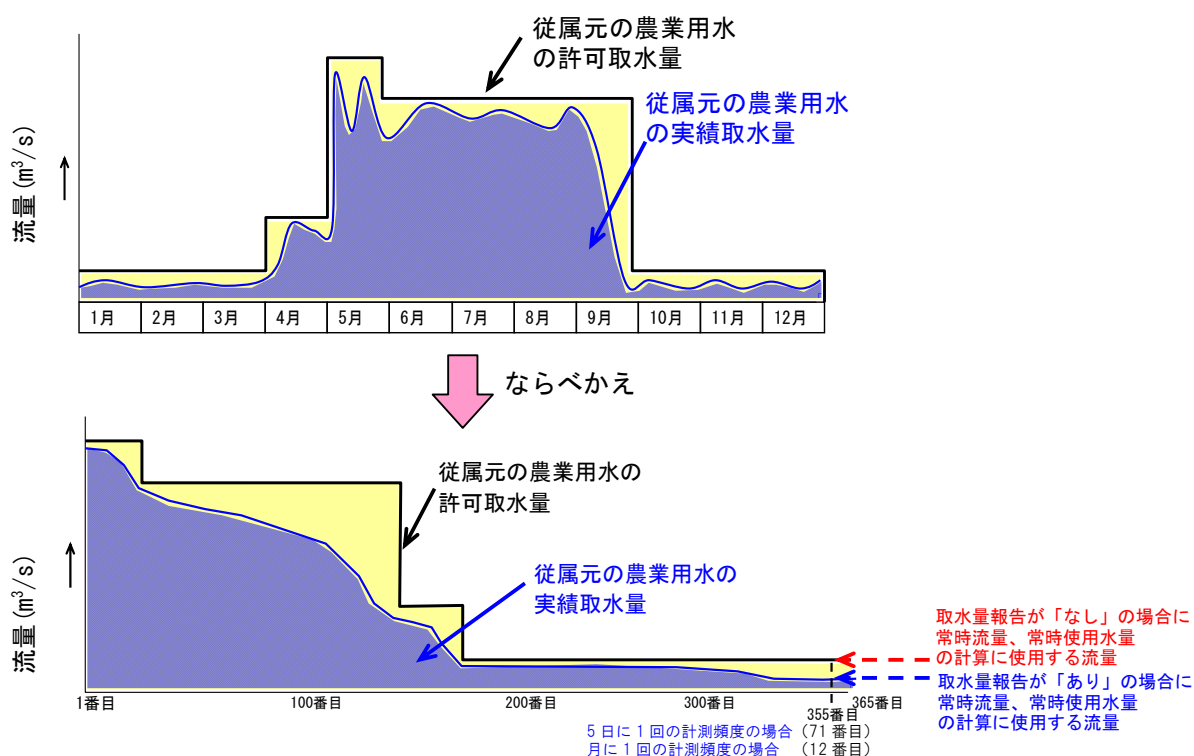 従属元の農業用水
の許可取水量
従属元の農業用水
の実績取水量
流量(m³/s)
1月 2月 3月 4月 5月 6月 7月 8月 9月 10月 11月 12月
ならべかえ
従属元の農業用水の
許可取水量
従属元の農業用水の
実績取水量
流量(m³/s)
取水量報告が「なし」の場合に
常時流量、常時使用水量
の計算に使用する流量
取水量報告が「あり」の場合に
常時流量、常時使用水量
の計算に使用する流量
1番目 100番目 200番目 300番目 365番目
355番目
5日に1回の計測頻度の場合(71番目)
月に1回の計測頻度の場合 (12番目)